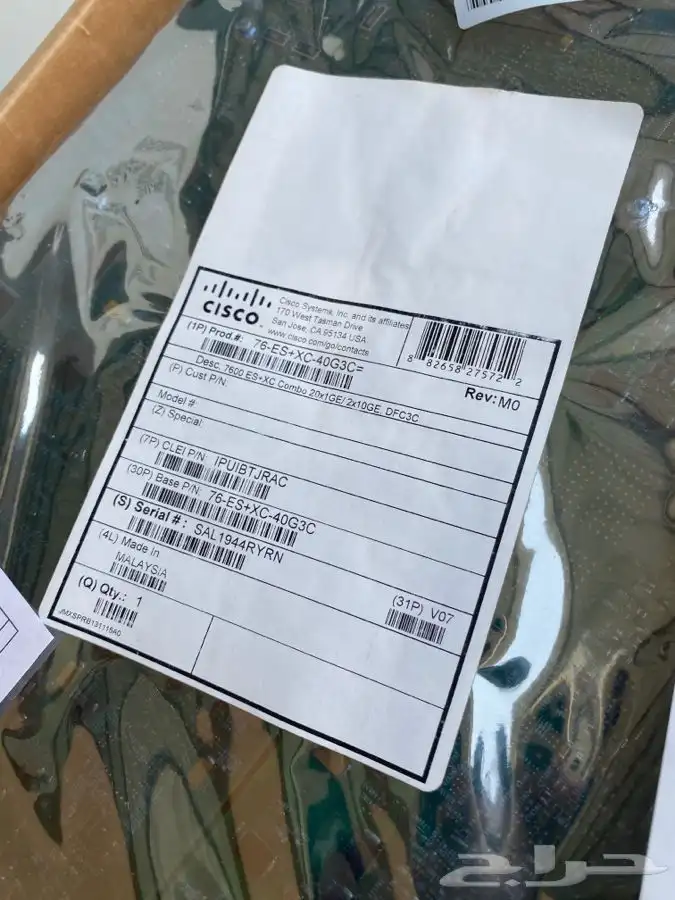 CISCO
Cisco Systems, Inc. and its affiliates
170 West Tasman Drive
San Jose, CA 95134 USA
www.cisco.com/go/contacts
8 82658 27572 2
(1P) Prod.#: 76-ES+XC-40G3C=
Rev: M0
Desc. 7600 ES+XC Combo 20x1GE/ 2x10GE, DFC3C
(P) Cust P/N:
Model #:
(Z) Special:
(7P) CLEI P/N: IPUIBTJRAC
(30P) Base P/N: 76-ES+XC-40G3C
(S) Serial #: SAL1944RYRN
(4L) Made In
MALAYSIA
(31P) V07
(Q) Qty.: 1
JMXSPRB131115A0
حراج